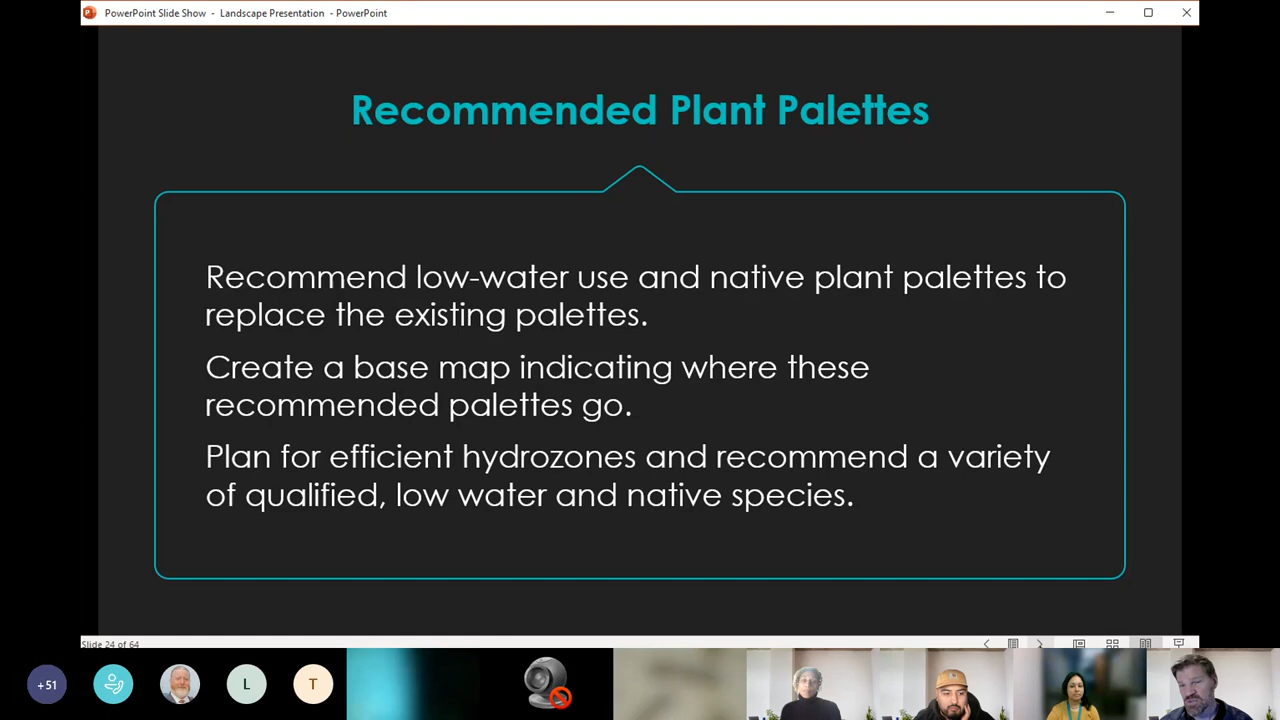 PowerPoint Slide Show - Landscape Presentation - PowerPoint
Recommended Plant Palettes
Recommend low-water use and native plant palettes to
replace the existing palettes.
Create a base map indicating where these
recommended palettes go.
Plan for efficient hydrozones and recommend a variety
of qualified, low water and native species.
Slide 24 of 64
+51
L
T